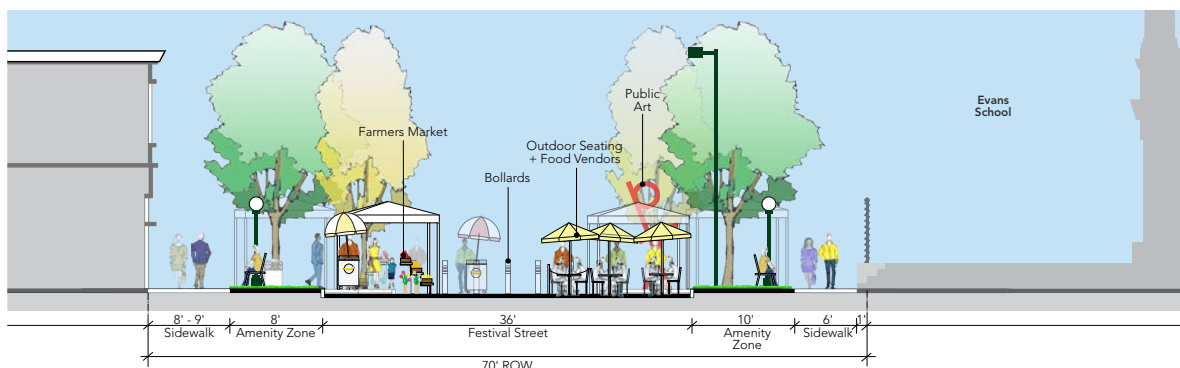 Public
Art
Evans
School
Farmers Market
Outdoor Seating
+ Food Vendors
Bollards
p
8' - 9'
Sidewalk
8'
Amenity Zone
36'
Festival Street
10'
Amenity
Zone
6'
Sidewalk
1'
70' ROW